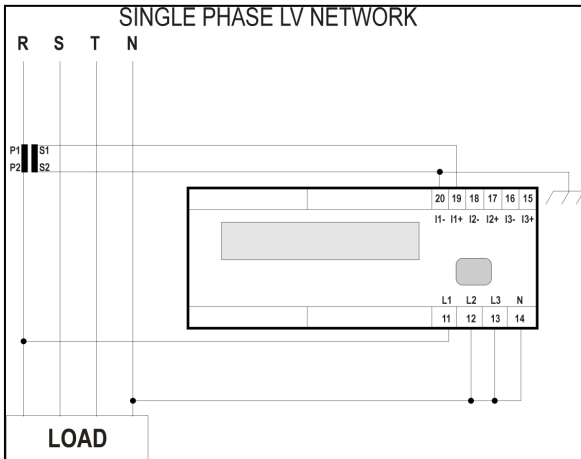 SINGLE PHASE LV NETWORK
R S T N
P1 S1
P2 S2
20 19 18 17 16 15
I1- I1+ I2- I2+ I3- I3+
L1 L2 L3 N
11 12 13 14
LOAD